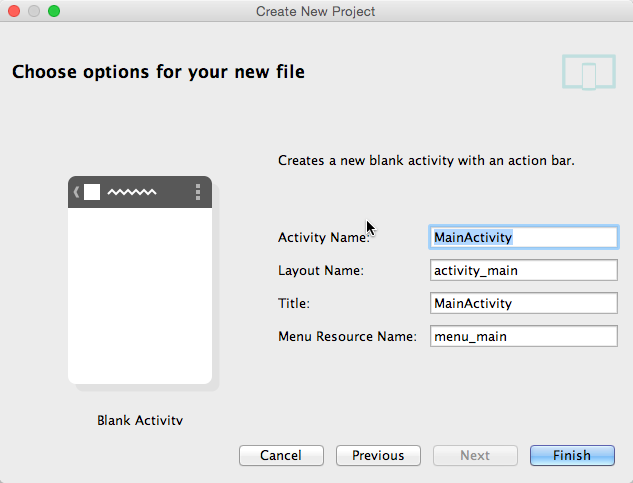 Create New Project
Choose options for your new file
Creates a new blank activity with an action bar.
Activity Name: MainActivity
Layout Name: activity_main
Title: MainActivity
Menu Resource Name: menu_main
Blank Activity
Cancel Previous Next Finish